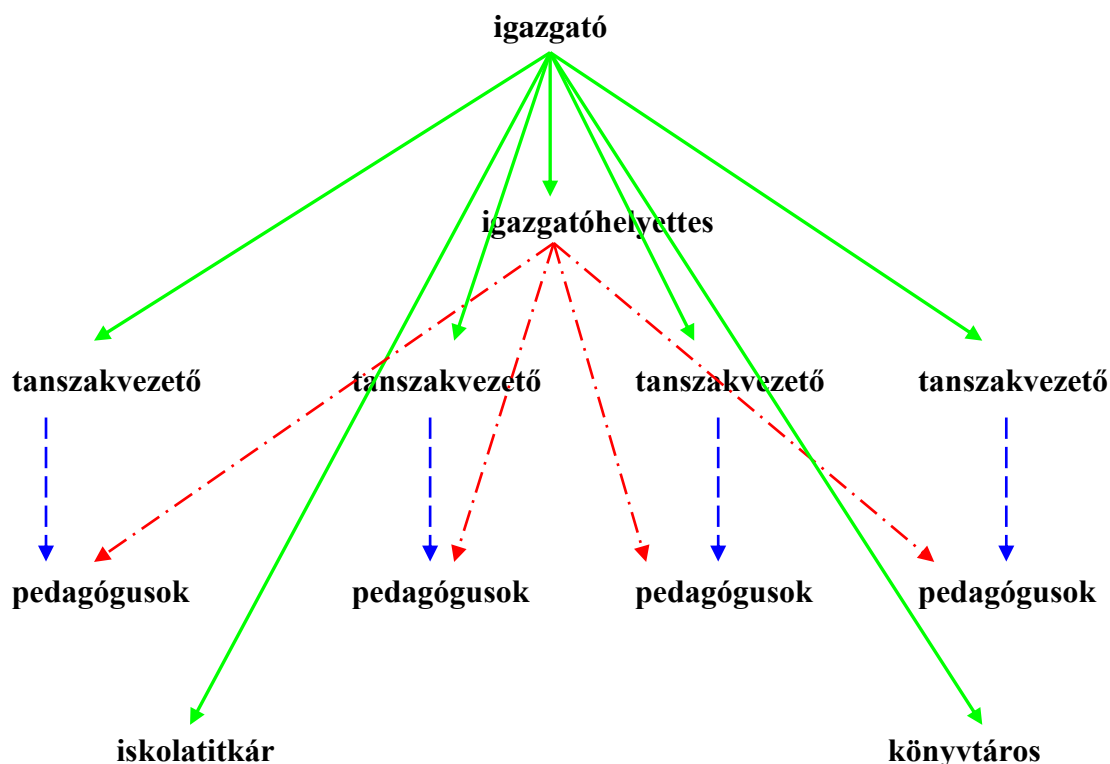 igazgató
igazgatóhelyettes
tanszakvezető tanszakvezető tanszakvezető tanszakvezető
pedagógusok pedagógusok pedagógusok pedagógusok
iskolatitkár könyvtáros